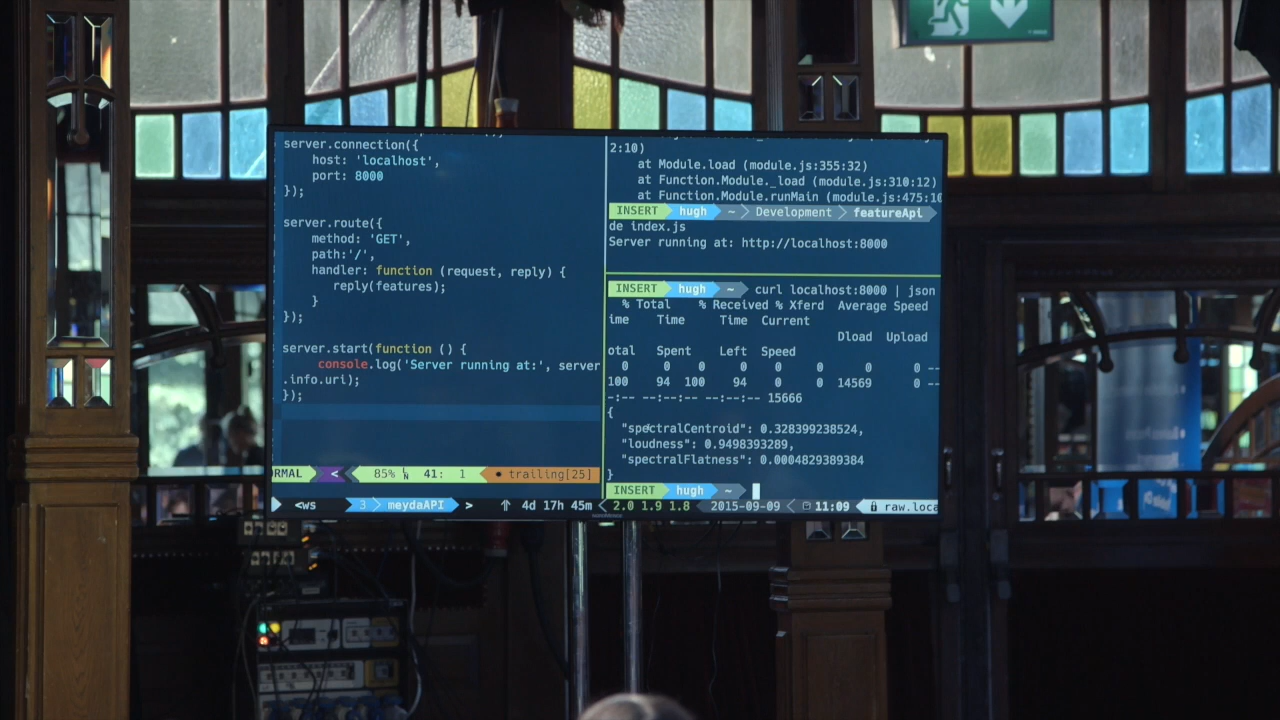 server.connection({
host: 'localhost',
port: 8000
});
server.route({
method: 'GET',
path:'/',
handler: function (request, reply) {
reply(features);
}
});
server.start(function () {
console.log('Server running at:', server
.info.uri);
});
RMAL < 85% 41: 1 trailing[25]
2:10)
at Module.load (module.js:355:32)
at Function.Module._load (module.js:310:12)
at Function.Module.runMain (module.js:475:10
INSERT hugh ~ Development featureApi
de index.js
Server running at: http://localhost:8000
INSERT hugh ~ curl localhost:8000 | json
% Total % Received % Xferd Average Speed
ime Time Time Current
Dload Upload
otal Spent Left Speed
0 0 0 0 0 0 0 0 --
100 94 100 94 0 0 14569 0 --
-:-- --:--:-- --:--:-- 15666
{
"spectralCentroid": 0.328399238524,
"loudness": 0.9498393289,
"spectralFlatness": 0.0004829389384
}
INSERT hugh ~
<ws 3 meydaAPI > 4d 17h 45m 2.0 1.9 1.8 2015-09-09 11:09 raw.loca